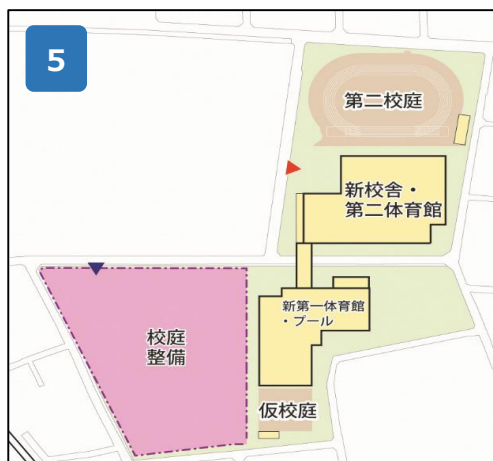 5
第二校庭
新校舎・
第二体育館
新第一体育館
・プール
校庭
整備
仮校庭